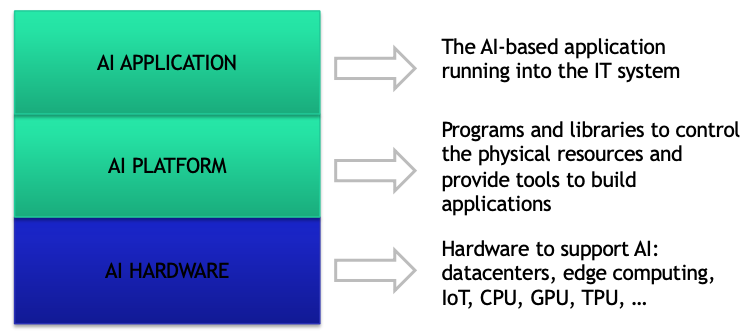 AI APPLICATION
The AI-based application
running into the IT system
AI PLATFORM
Programs and libraries to control
the physical resources and
provide tools to build
applications
AI HARDWARE
Hardware to support AI:
datacenters, edge computing,
IoT, CPU, GPU, TPU, …